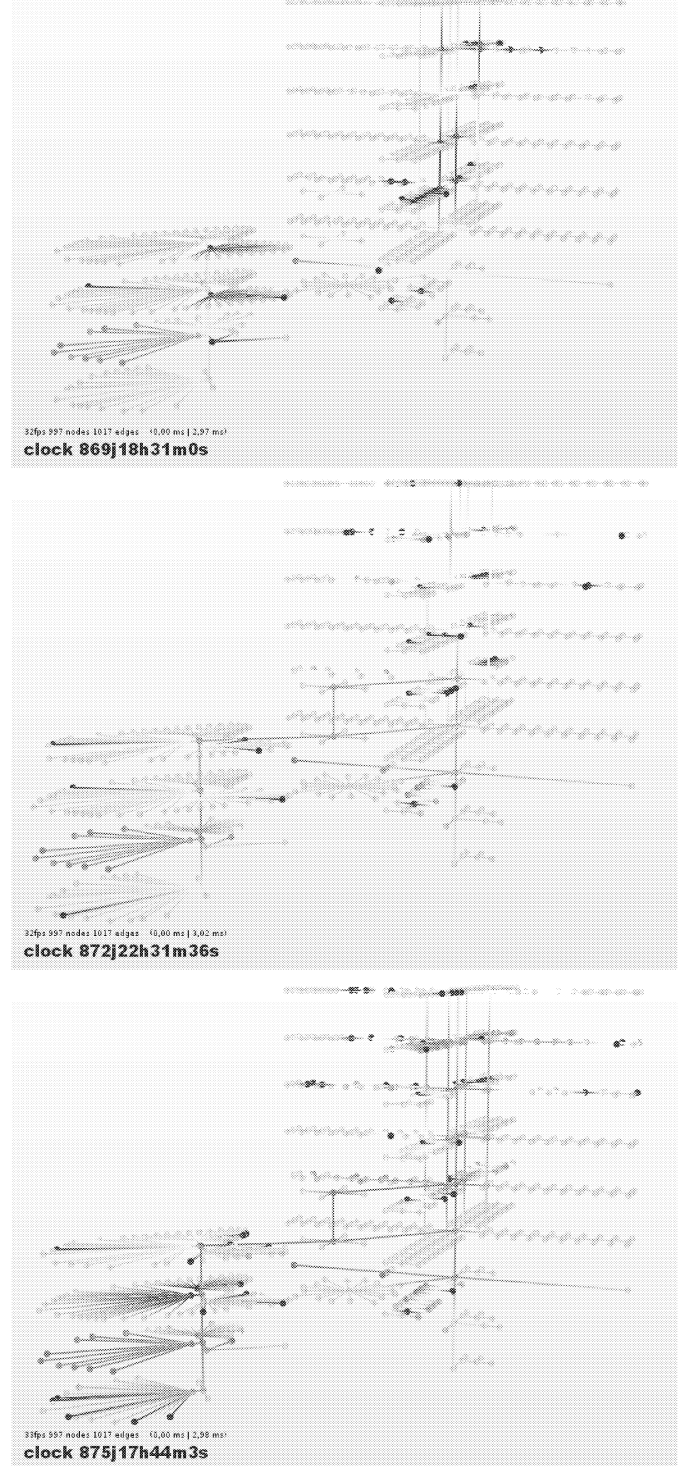 32fps 997 nodes 1017 edges (0,00 ms | 2,97 ms)
clock 869j18h31m0s
32fps 997 nodes 1017 edges (0,00 ms | 3,02 ms)
clock 872j22h31m36s
33fps 997 nodes 1017 edges (0,00 ms | 2,98 ms)
clock 875j17h44m3s